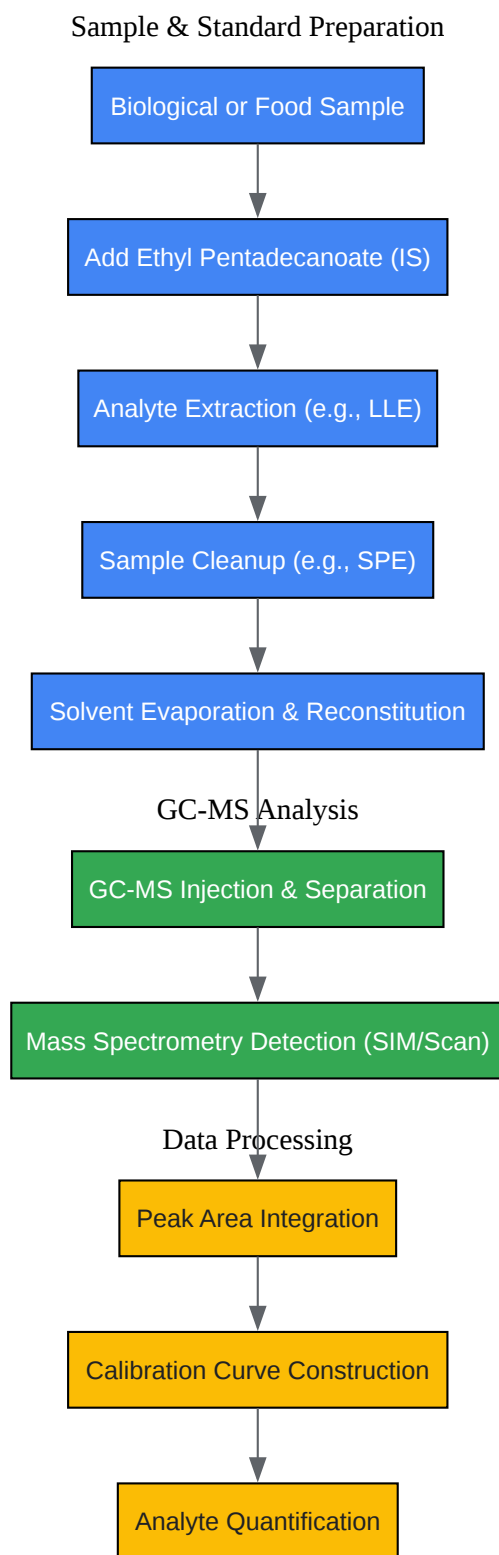 Sample & Standard Preparation
Biological or Food Sample
Add Ethyl Pentadecanoate (IS)
Analyte Extraction (e.g., LLE)
Sample Cleanup (e.g., SPE)
Solvent Evaporation & Reconstitution
GC-MS Analysis
GC-MS Injection & Separation
Mass Spectrometry Detection (SIM/Scan)
Data Processing
Peak Area Integration
Calibration Curve Construction
Analyte Quantification